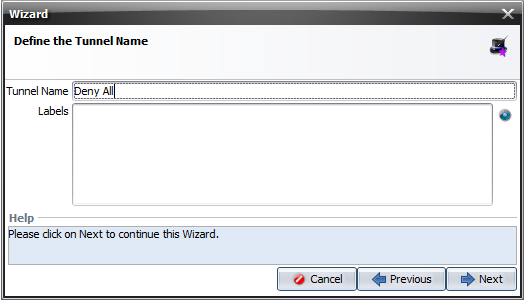 Wizard
Define the Tunnel Name
Tunnel Name Deny All
Labels
Help
Please click on Next to continue this Wizard.
Cancel Previous Next